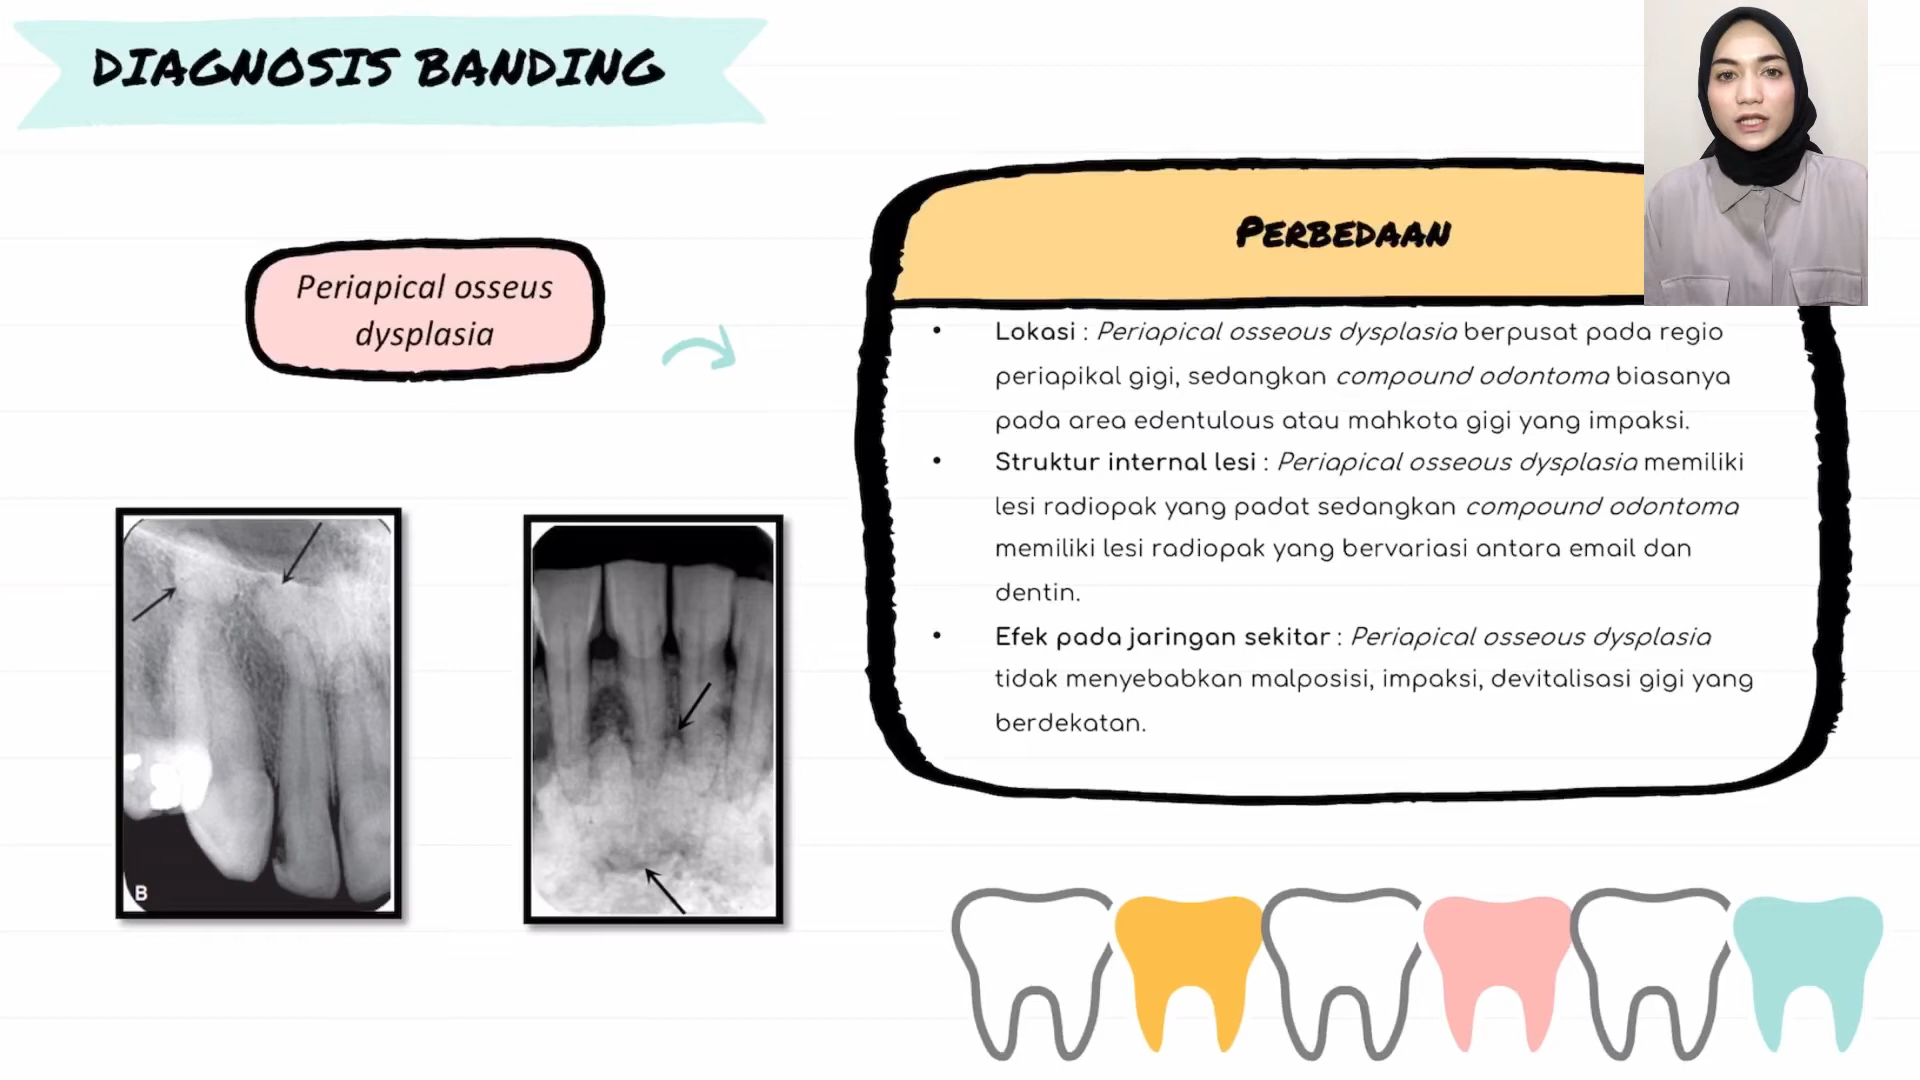 DIAGNOSIS BANDING
Periapical osseus
dysplasia
PERBEDAAN
• Lokasi : Periapical osseous dysplasia berpusat pada regio
periapikal gigi, sedangkan compound odontoma biasanya
pada area edentulous atau mahkota gigi yang impaksi.
• Struktur internal lesi : Periapical osseous dysplasia memiliki
lesi radiopak yang padat sedangkan compound odontoma
memiliki lesi radiopak yang bervariasi antara email dan
dentin.
• Efek pada jaringan sekitar : Periapical osseous dysplasia
tidak menyebabkan malposisi, impaksi, devitalisasi gigi yang
berdekatan.
B